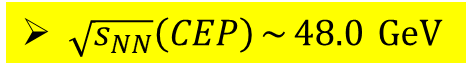 ➤ √s_NN(CEP) ~ 48.0 GeV